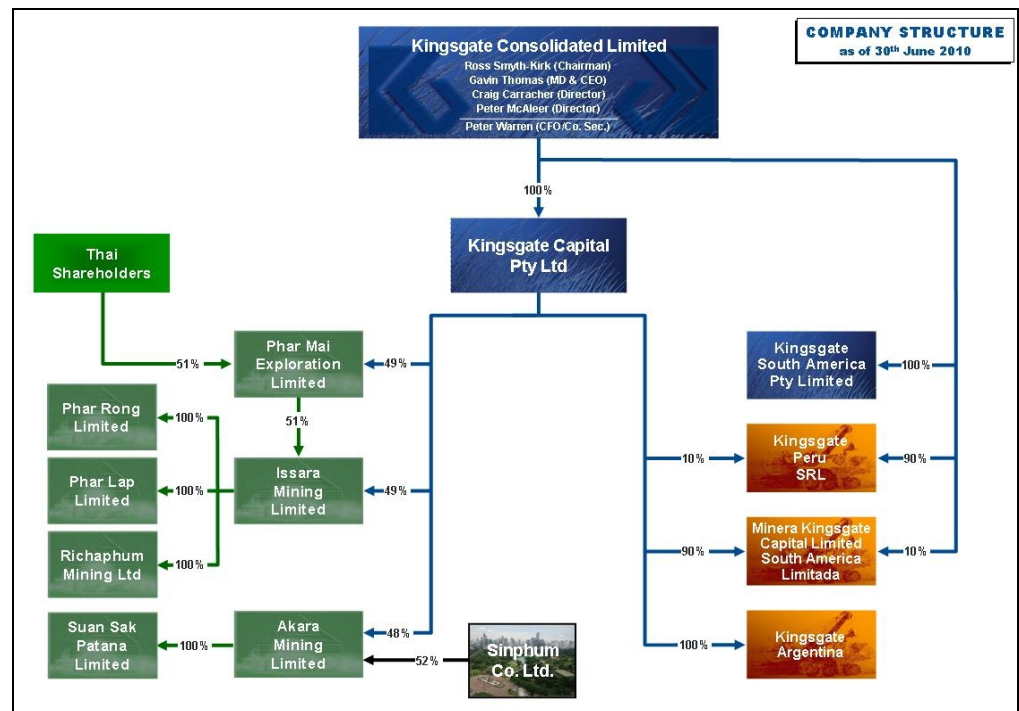 COMPANY STRUCTURE
as of 30th June 2010
Kingsgate Consolidated Limited
Ross Smyth-Kirk (Chairman)
Gavin Thomas (MD & CEO)
Craig Carracher (Director)
Peter McAleer (Director)
Peter Warren (CFO/Co. Sec.)
100%
Kingsgate Capital
Pty Ltd
Thai
Shareholders
51%
Phar Mai
Exploration
Limited
49%
Kingsgate
South America
Pty Limited
100%
Phar Rong
Limited
100%
51%
Phar Lap
Limited
100%
Issara
Mining
Limited
49%
10%
Kingsgate
Peru
SRL
90%
Richaphum
Mining Ltd
100%
90%
Minera Kingsgate
Capital Limited
South America
Limitada
10%
Suan Sak
Patana
Limited
100%
Akara
Mining
Limited
48%
52%
Sinphum
Co. Ltd.
100%
Kingsgate
Argentina